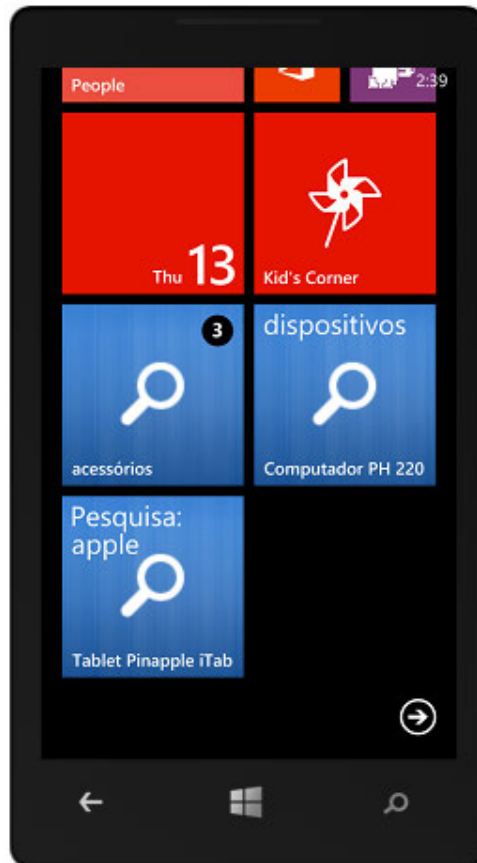 People
2:39
Thu 13
Kid's Corner
3
acessórios
dispositivos
Computador PH 220
Pesquisa:
apple
Tablet Pinapple iTab